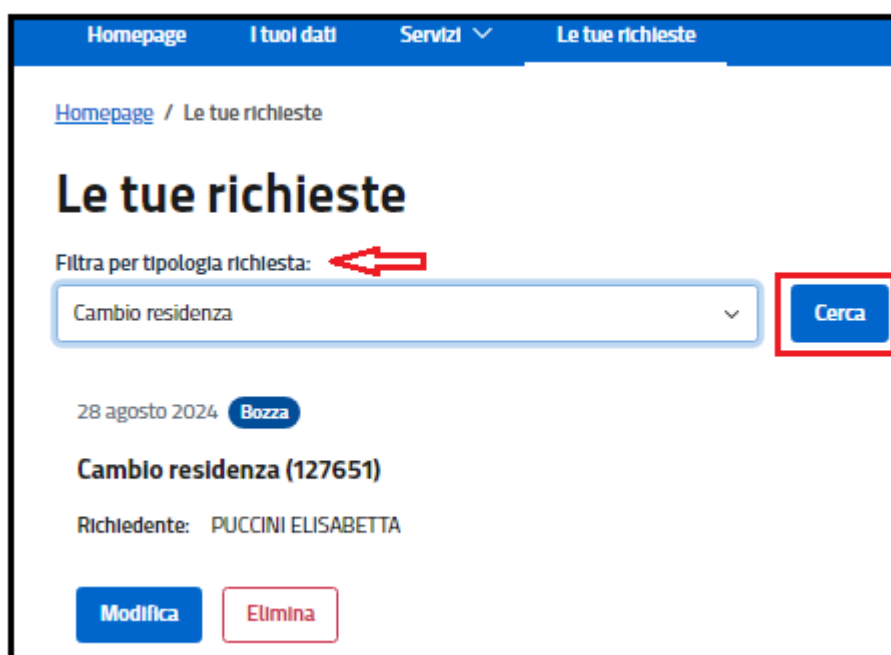 Homepage I tuoi dati Servizi Le tue richieste
Homepage / Le tue richieste
Le tue richieste
Filtra per tipologia richiesta:
Cambio residenza
Cerca
28 agosto 2024 Bozza
Cambio residenza (127651)
Richiedente: PUCCINI ELISABETTA
Modifica Elimina